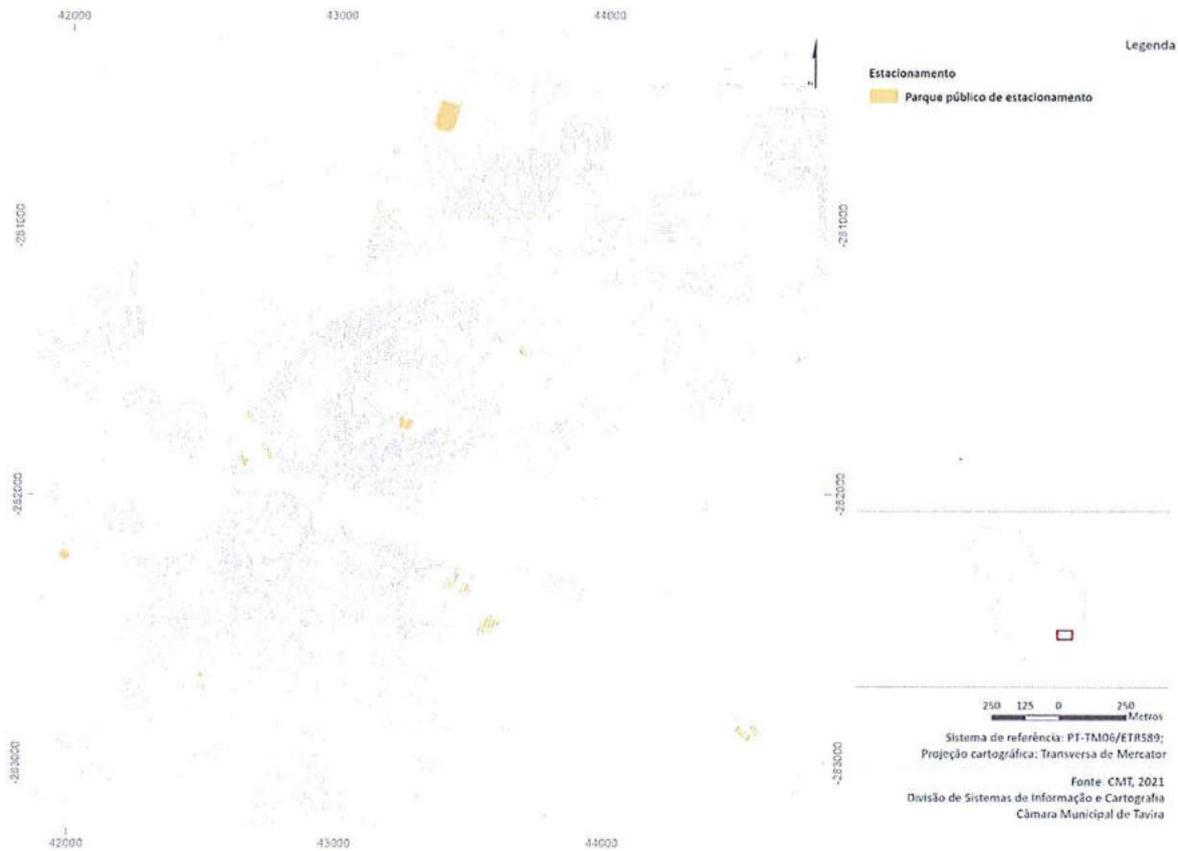 42000 43000 44000
Legenda
Estacionamento
Parque público de estacionamento
-281000 -281000
-282000 -282000
-283000 -283000
250 125 0 250
Metros
Sistema de referência: PT-TM06/ETRS89;
Projeção cartográfica: Transversa de Mercator
Fonte: CMT, 2021
Divisão de Sistemas de Informação e Cartografia
Câmara Municipal de Tavira
42000 43000 44000